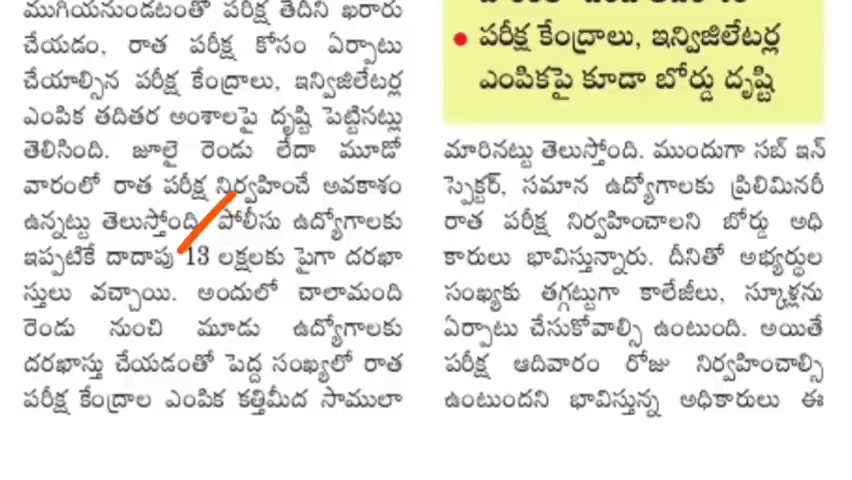 ముగియనుండటంతో పరీక్ష తేదీని ఖరారు
చేయడం, రాత పరీక్ష కోసం ఏర్పాటు
చేయాల్సిన పరీక్ష కేంద్రాలు, ఇన్విజిలేటర్ల
ఎంపిక తదితర అంశాలపై దృష్టి పెట్టినట్లు
తెలిసింది. జూలై రెండు లేదా మూడో
వారంలో రాత పరీక్ష నిర్వహించే అవకాశం
ఉన్నట్టు తెలుస్తోంది. పోలీసు ఉద్యోగాలకు
ఇప్పటికే దాదాపు 13 లక్షలకు పైగా దరఖా
స్తులు వచ్చాయి. అందులో చాలామంది
రెండు నుంచి మూడు ఉద్యోగాలకు
దరఖాస్తు చేయడంతో పెద్ద సంఖ్యలో రాత
పరీక్ష కేంద్రాల ఎంపిక కత్తిమీద సాములా
• పరీక్ష కేంద్రాలు, ఇన్విజిలేటర్ల
ఎంపికపై కూడా బోర్డు దృష్టి
మారినట్టు తెలుస్తోంది. ముందుగా సబ్ ఇన్
స్పెక్టర్, సమాన ఉద్యోగాలకు ప్రిలిమినరీ
రాత పరీక్ష నిర్వహించాలని బోర్డు అధి
కారులు భావిస్తున్నారు. దీనితో అభ్యర్థుల
సంఖ్యకు తగ్గట్టుగా కాలేజీలు, స్కూళ్లను
ఏర్పాటు చేసుకోవాల్సి ఉంటుంది. అయితే
పరీక్ష ఆదివారం రోజు నిర్వహించాల్సి
ఉంటుందని భావిస్తున్న అధికారులు ఈ